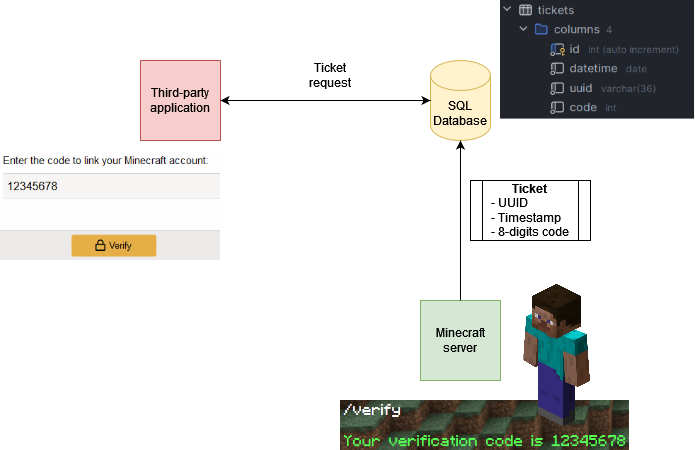 tickets
columns 4
id int (auto increment)
datetime date
uuid varchar(36)
code int
Ticket
request
Third-party
application
SQL
Database
Enter the code to link your Minecraft account:
12345678
Verify
Ticket
- UUID
- Timestamp
- 8-digits code
Minecraft
server
/verify
Your verification code is 12345678